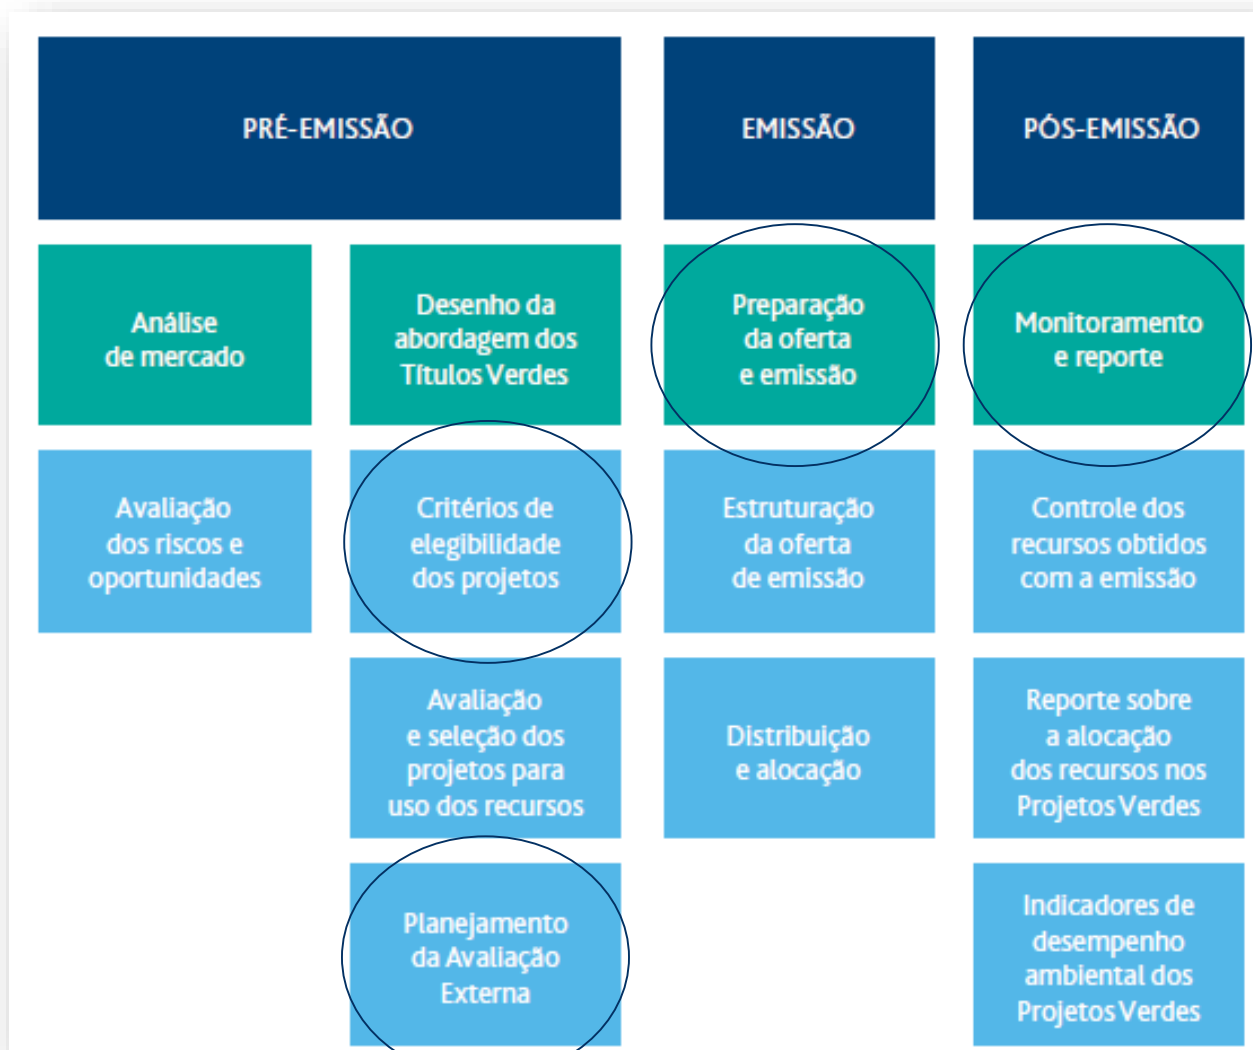 PRÉ-EMISSÃO
EMISSÃO
PÓS-EMISSÃO
Análise
de mercado
Desenho da
abordagem dos
Títulos Verdes
Preparação
da oferta
e emissão
Monitoramento
e reporte
Avaliação
dos riscos e
oportunidades
Critérios de
elegibilidade
dos projetos
Estruturação
da oferta
de emissão
Controle dos
recursos obtidos
com a emissão
Avaliação
e seleção dos
projetos para
uso dos recursos
Distribuição
e alocação
Reporte sobre
a alocação
dos recursos nos
Projetos Verdes
Planejamento
da Avaliação
Externa
Indicadores de
desempenho
ambiental dos
Projetos Verdes